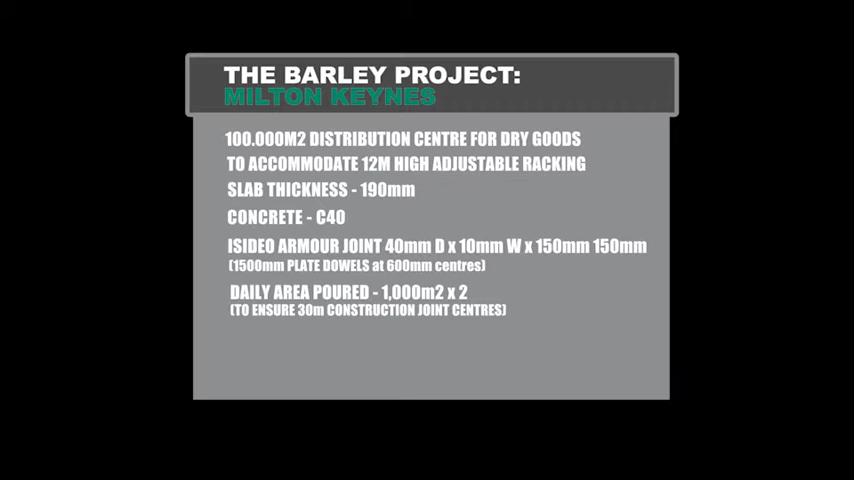 THE BARLEY PROJECT:
MILTON KEYNES
100.000M2 DISTRIBUTION CENTRE FOR DRY GOODS
TO ACCOMMODATE 12M HIGH ADJUSTABLE RACKING
SLAB THICKNESS - 190mm
CONCRETE - C40
ISIDEO ARMOUR JOINT 40mm D x 10mm W x 150mm 150mm
(1500mm PLATE DOWELS at 600mm centres)
DAILY AREA POURED - 1,000m2 x 2
(TO ENSURE 30m CONSTRUCTION JOINT CENTRES)